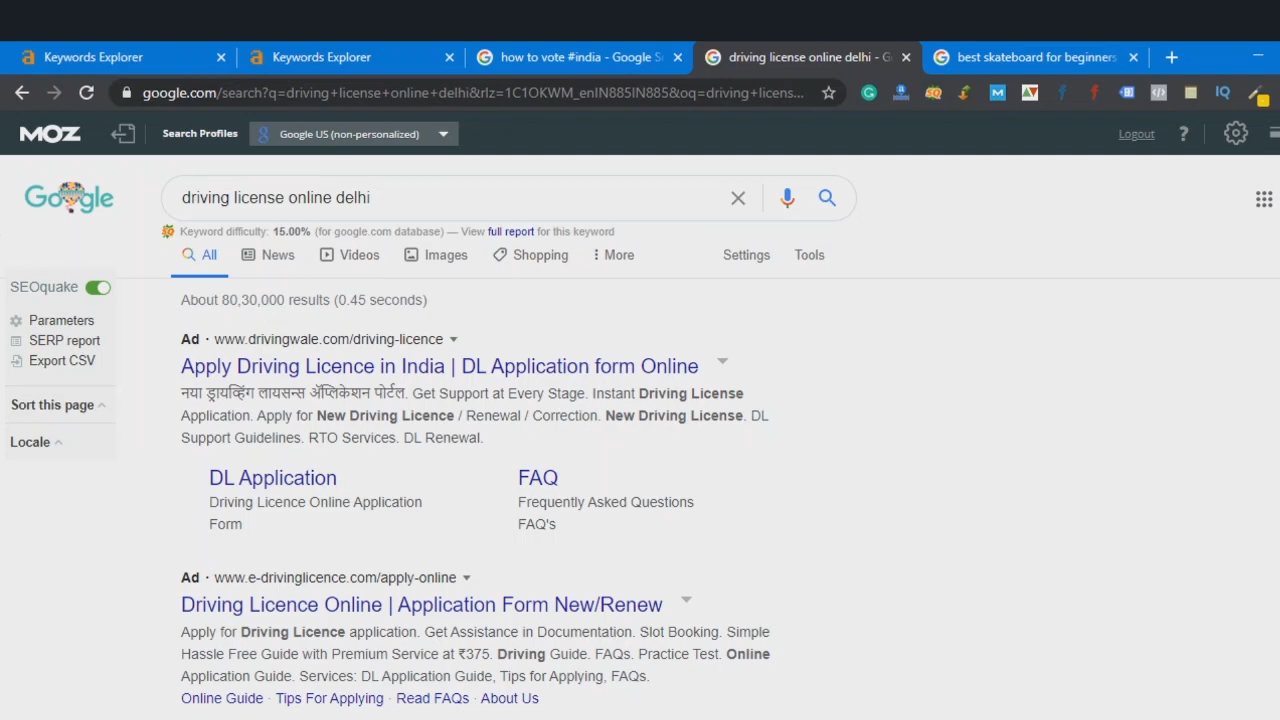 Keywords Explorer
Keywords Explorer
how to vote #india - Google S
driving license online delhi - G
best skateboard for beginners
google.com/search?q=driving+license+online+delhi&rlz=1C1OKWM_enIN885IN885&oq=driving+licens...
MOZ
Search Profiles
Google US (non-personalized)
Logout
?
Google
driving license online delhi
Keyword difficulty: 15.00% (for google.com database) — View full report for this keyword
All
News
Videos
Images
Shopping
More
Settings
Tools
SEOquake
Parameters
SERP report
Export CSV
Sort this page
Locale
About 80,30,000 results (0.45 seconds)
Ad · www.drivingwale.com/driving-licence
Apply Driving Licence in India | DL Application form Online
नया ड्रायव्हिंग लायसन्स ॲप्लिकेशन पोर्टल. Get Support at Every Stage. Instant Driving License
Application. Apply for New Driving Licence / Renewal / Correction. New Driving License. DL
Support Guidelines. RTO Services. DL Renewal.
DL Application
Driving Licence Online Application
Form
FAQ
Frequently Asked Questions
FAQ's
Ad · www.e-drivinglicence.com/apply-online
Driving Licence Online | Application Form New/Renew
Apply for Driving Licence application. Get Assistance in Documentation. Slot Booking. Simple
Hassle Free Guide with Premium Service at ₹375. Driving Guide. FAQs. Practice Test. Online
Application Guide. Services: DL Application Guide, Tips for Applying, FAQs.
Online Guide · Tips For Applying · Read FAQs · About Us